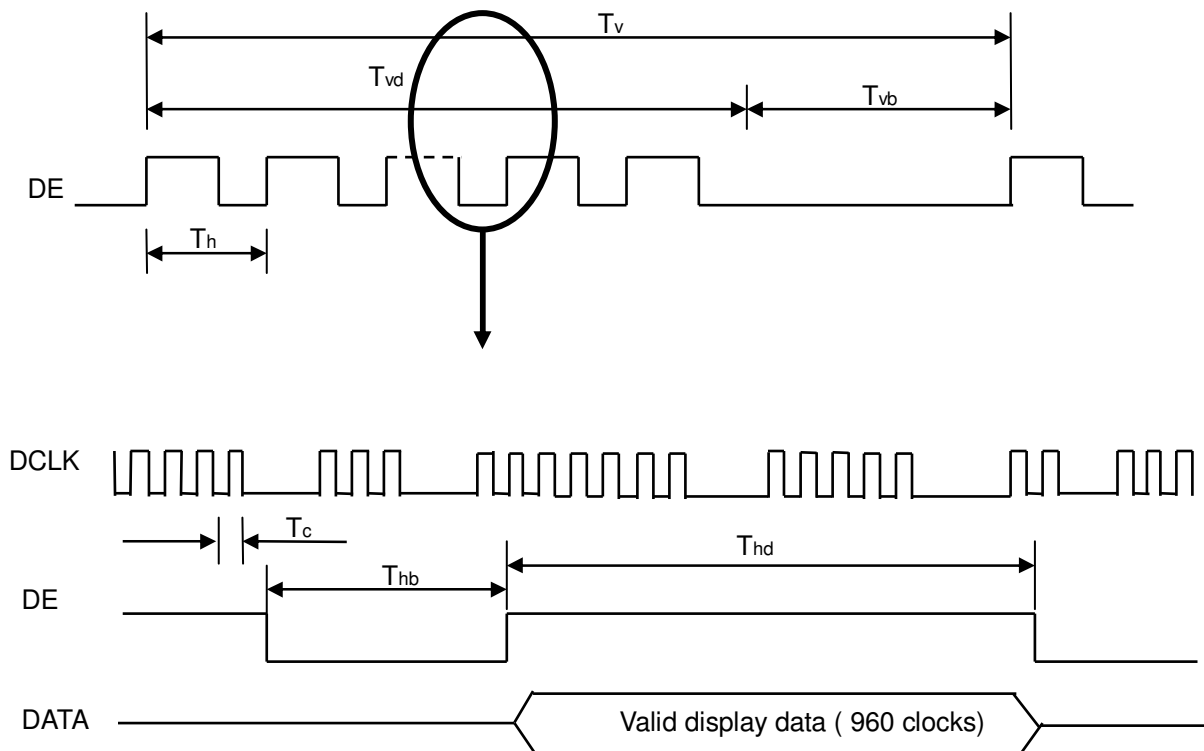 Tv
Tvd
Tvb
DE
Th
DCLK
Tc
Thd
Thb
DE
DATA
Valid display data ( 960 clocks)